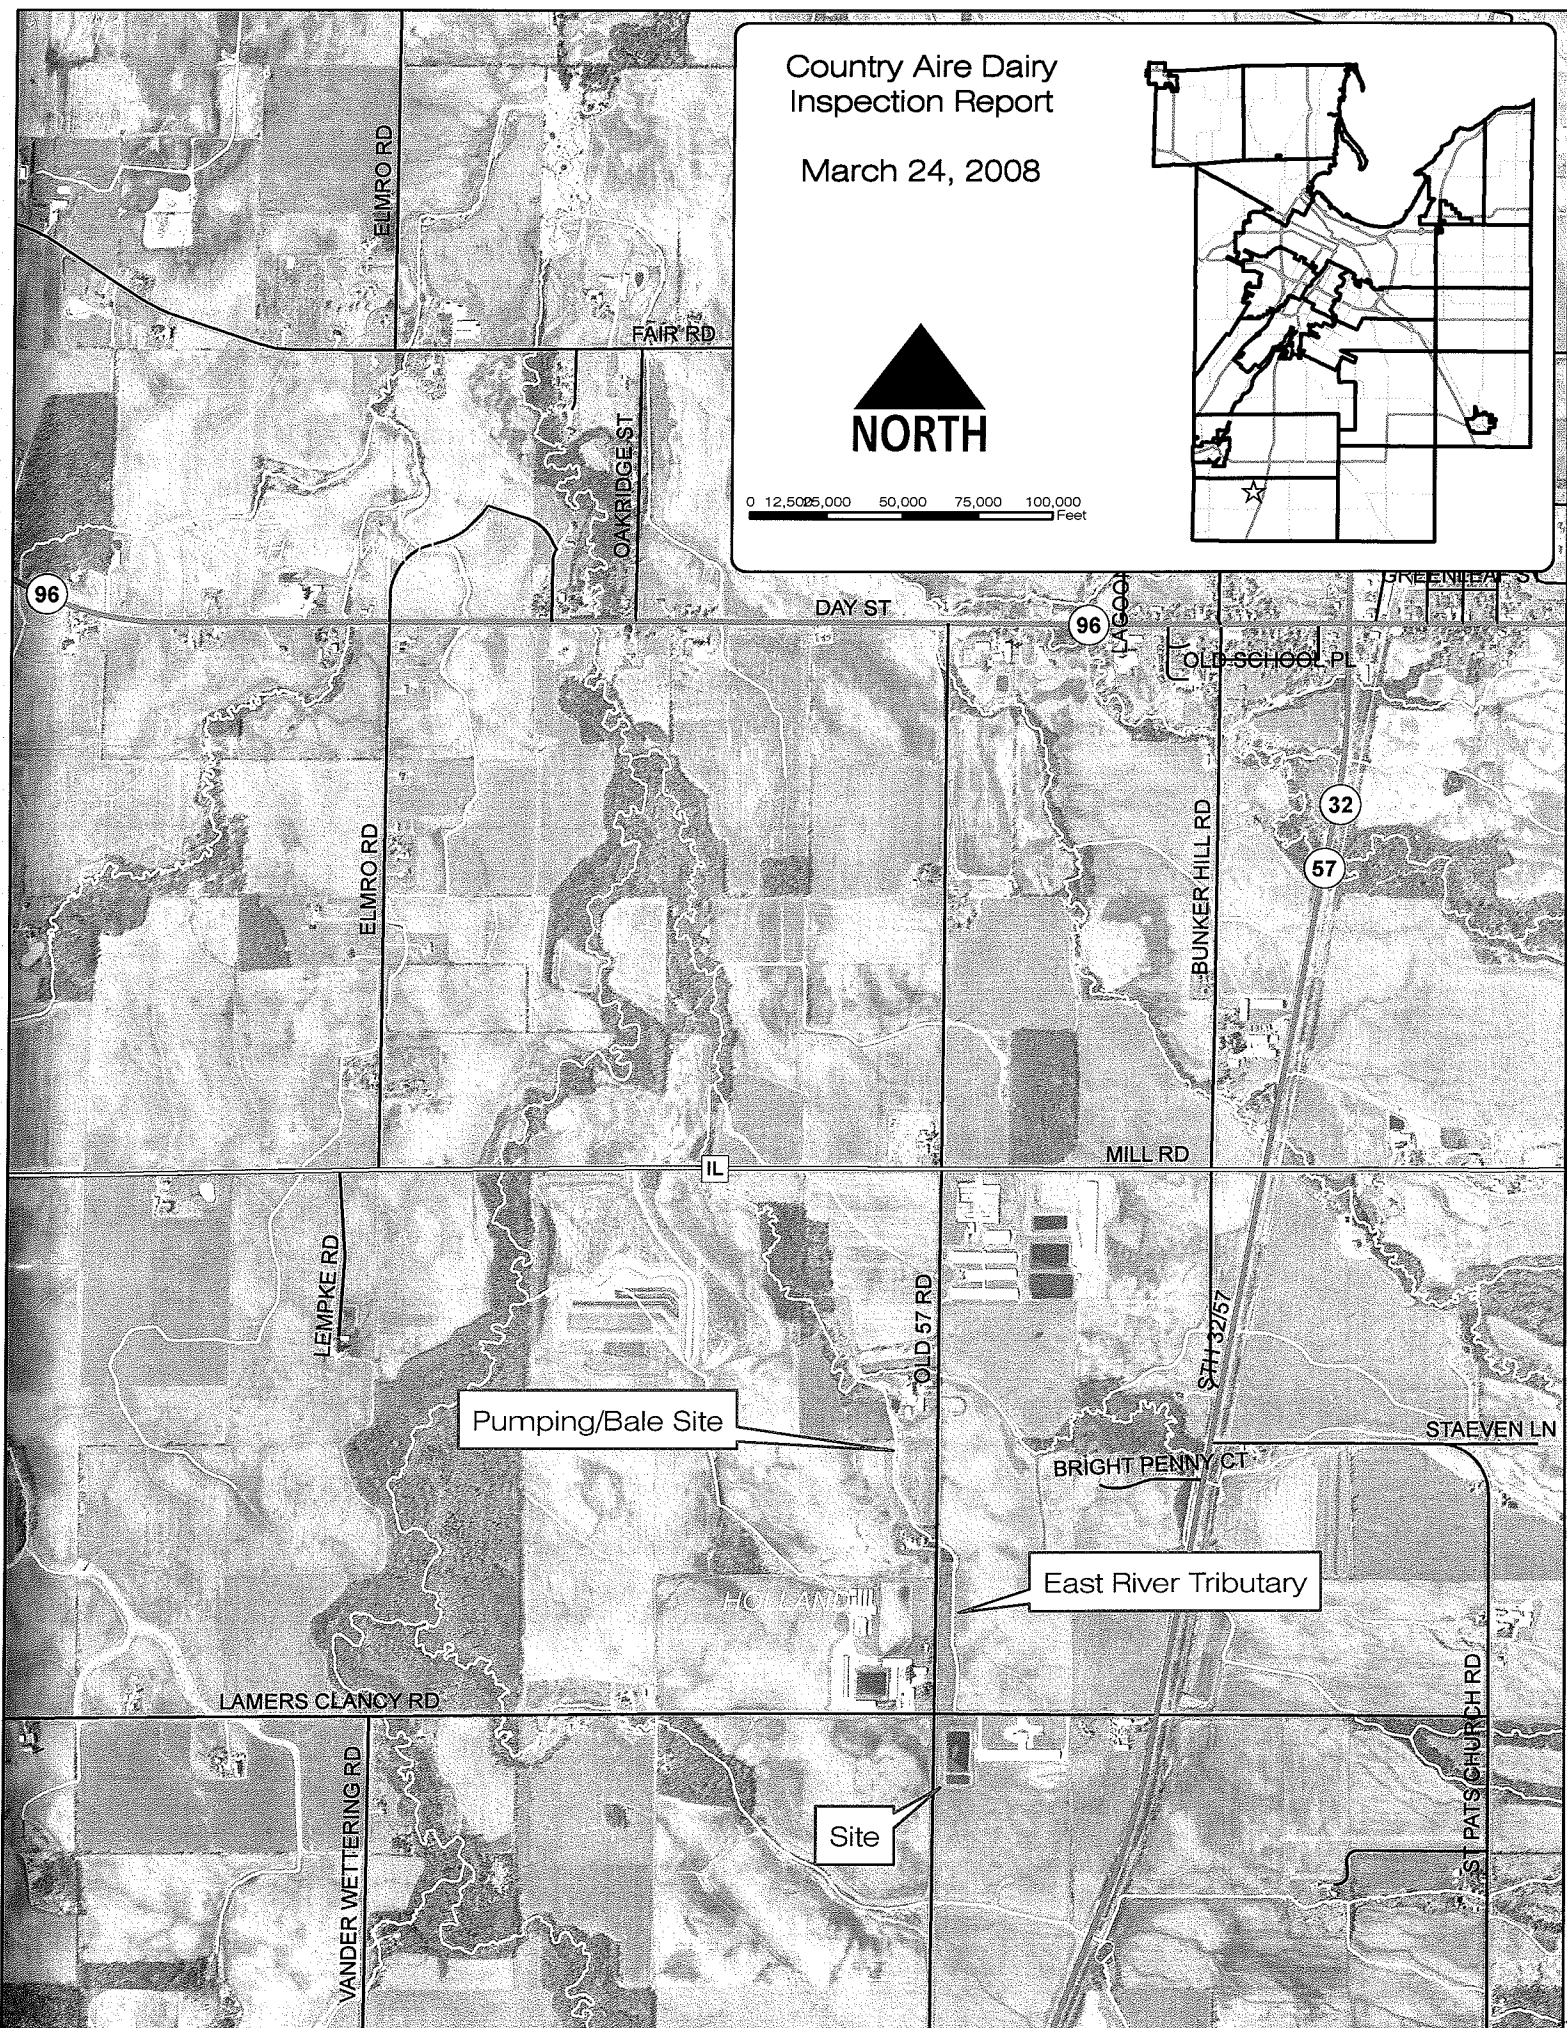 Country Aire Dairy
Inspection Report
March 24, 2008
NORTH
0 12,500 25,000 50,000 75,000 100,000
Feet
ELMRO RD
FAIR RD
OAKRIDGE ST
96
DAY ST
96
GREENLEAF ST
OLD SCHOOL PL
32
57
ELMRO RD
BUNKER HILL RD
IL
MILL RD
LEMPKE RD
OLD 57 RD
STH 32/57
Pumping/Bale Site
STAEVEN LN
BRIGHT PENNY CT
East River Tributary
HOLLAND
LAMERS CLANCY RD
ST PATS CHURCH RD
VANDER WETTERING RD
Site